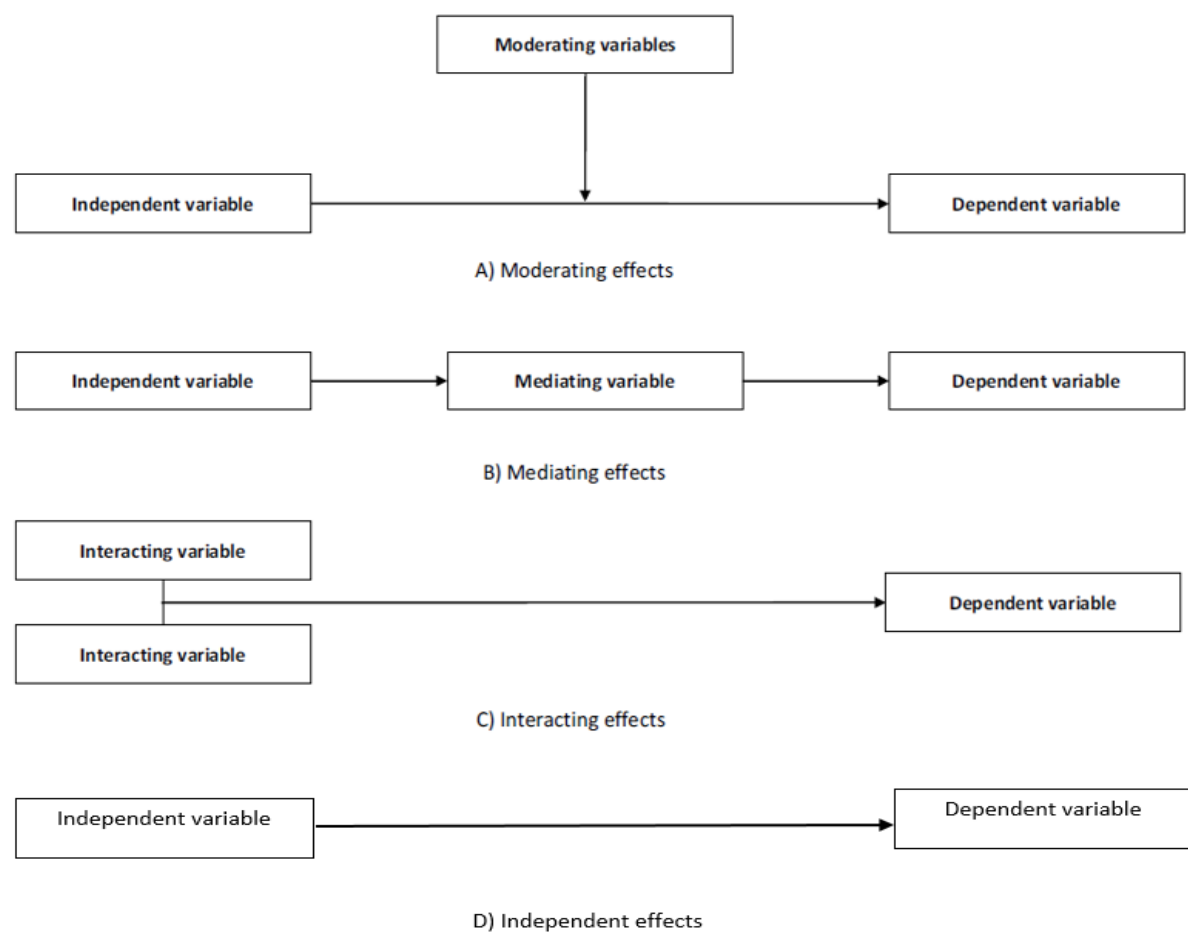 Moderating variables
Independent variable
Dependent variable
A) Moderating effects
Independent variable
Mediating variable
Dependent variable
B) Mediating effects
Interacting variable
Dependent variable
Interacting variable
C) Interacting effects
Independent variable
Dependent variable
D) Independent effects